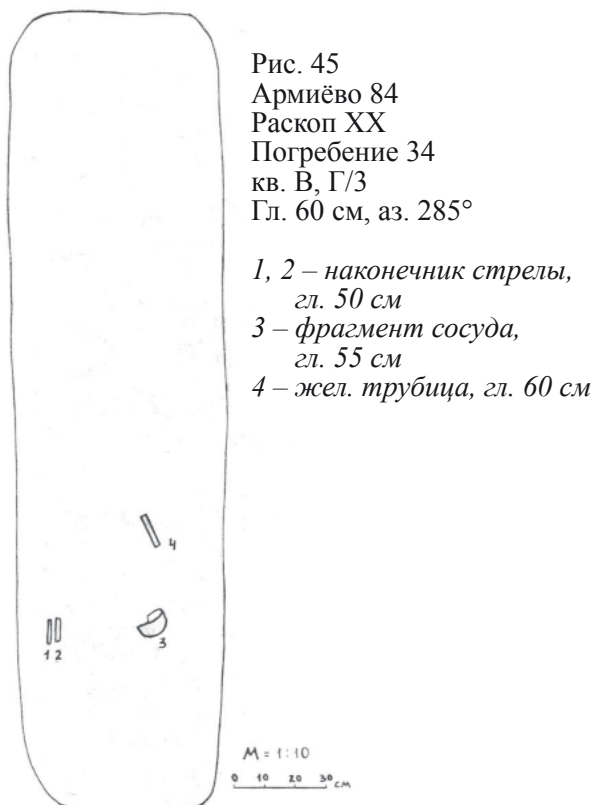 Рис. 45
Армиёво 84
Раскоп XX
Погребение 34
кв. В, Г/3
Гл. 60 см, аз. 285°
1, 2 – наконечник стрелы,
гл. 50 см
3 – фрагмент сосуда,
гл. 55 см
4 – жел. трубица, гл. 60 см
4
1 2
3
М = 1:10
0 10 20 30 см